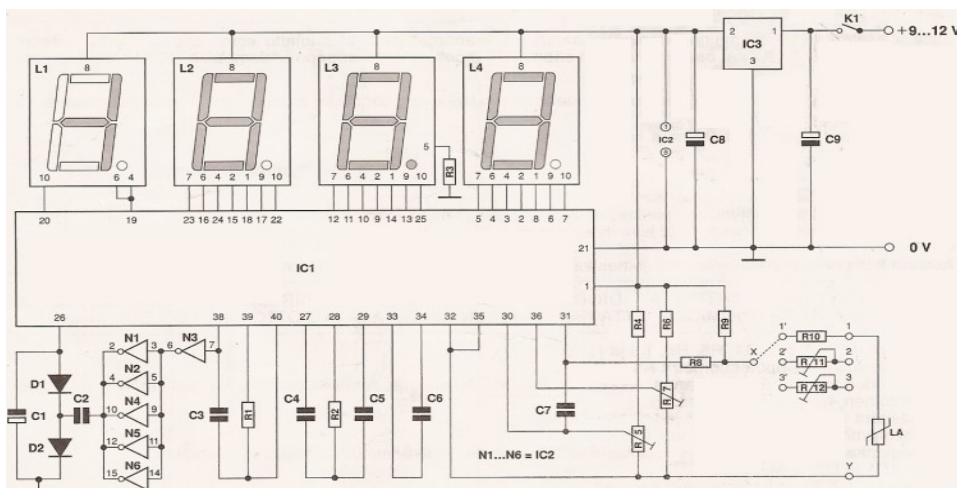 K1
2 1 +9...12 V
IC3
3
L1 8 L2 8 L3 8 L4 8
5
R3
1
IC2
8
C8 C9
10 6 4 7 6 4 2 1 9 10 7 6 4 2 1 9 10 7 6 4 2 1 9 10
20 19 23 16 24 15 18 17 22 12 11 10 9 14 13 25 5 4 3 2 8 6 7
21 0 V
IC1
1
26 38 39 40 27 28 29 33 34 32 35 30 36 31
N1 N3
2 3 6 7
N2
4 5
N4
10 9
N5
12 11
N6
15 14
D1
C1 C2
D2
C3 R1 C4 R2 C5 C6 C7
R4 R6 R9
R8 X
R 7
R 5
1' R10 1
2' R 11 2
3' R 12 3
LA
N1...N6 = IC2
Y